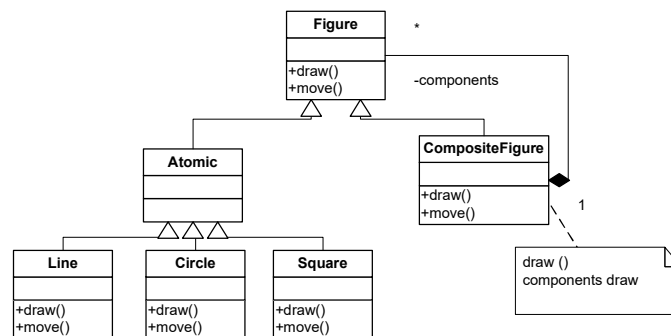 Figure
*
+draw()
+move()
-components
Atomic
CompositeFigure
+draw()
+move()
1
Line
Circle
Square
draw ()
components draw
+draw()
+move()
+draw()
+move()
+draw()
+move()